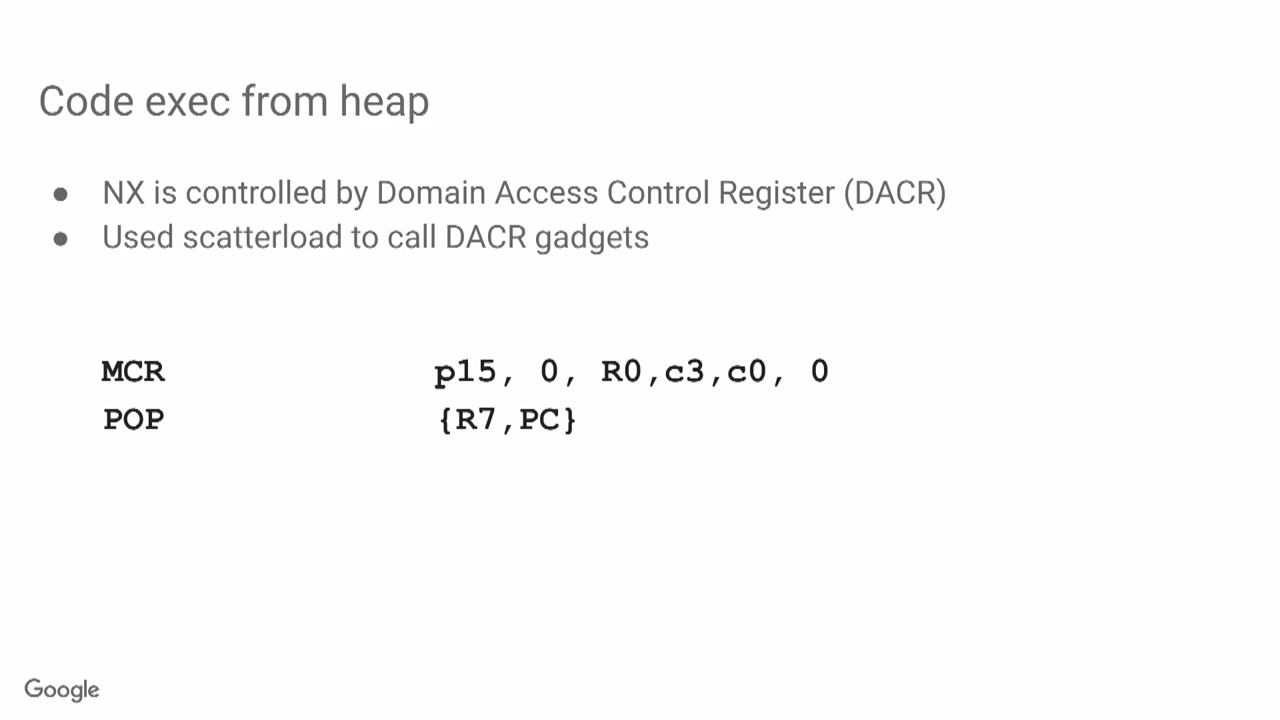 Code exec from heap
● NX is controlled by Domain Access Control Register (DACR)
● Used scatterload to call DACR gadgets
MCR p15, 0, R0,c3,c0, 0
POP {R7,PC}
Google